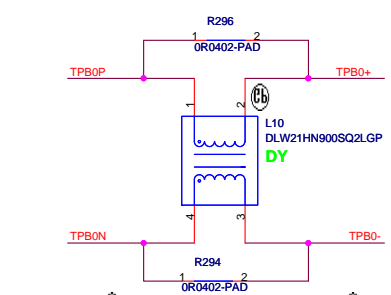 R296
1 2
0R0402-PAD
TPB0P TPB0+
1 2
L10
DLW21HN900SQ2LGP
DY
4 3
TPB0N TPB0-
R294
1 2
0R0402-PAD